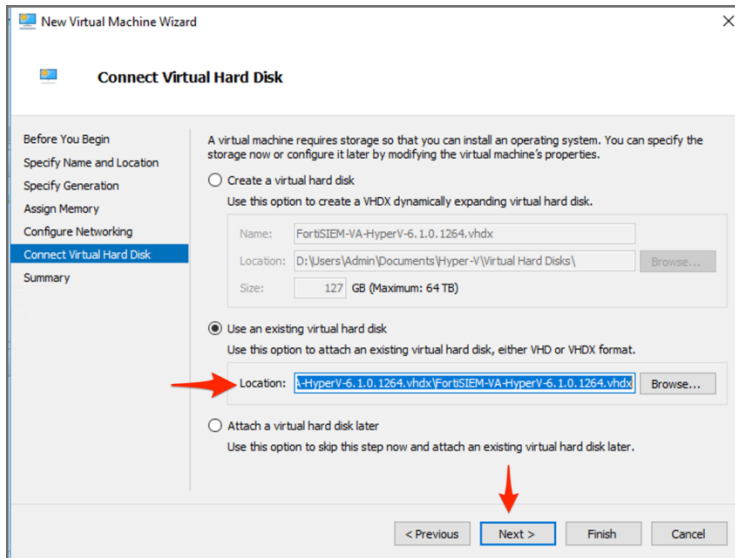 New Virtual Machine Wizard
Connect Virtual Hard Disk
Before You Begin
Specify Name and Location
Specify Generation
Assign Memory
Configure Networking
Connect Virtual Hard Disk
Summary
A virtual machine requires storage so that you can install an operating system. You can specify the
storage now or configure it later by modifying the virtual machine's properties.
Create a virtual hard disk
Use this option to create a VHDX dynamically expanding virtual hard disk.
Name: FortiSIEM-VA-HyperV-6.1.0.1264.vhdx
Location: D:\Users\Admin\Documents\Hyper-V\Virtual Hard Disks\ Browse...
Size: 127 GB (Maximum: 64 TB)
Use an existing virtual hard disk
Use this option to attach an existing virtual hard disk, either VHD or VHDX format.
Location: A-HyperV-6.1.0.1264.vhdx\FortiSIEM-VA-HyperV-6.1.0.1264.vhdx Browse...
Attach a virtual hard disk later
Use this option to skip this step now and attach an existing virtual hard disk later.
< Previous Next > Finish Cancel